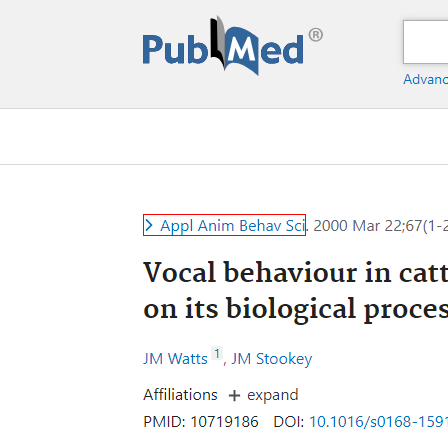 PubMed®
Advanc
Appl Anim Behav Sci. 2000 Mar 22;67(1-2
Vocal behaviour in catt
on its biological proces
JM Watts 1, JM Stookey
Affiliations + expand
PMID: 10719186 DOI: 10.1016/s0168-1591